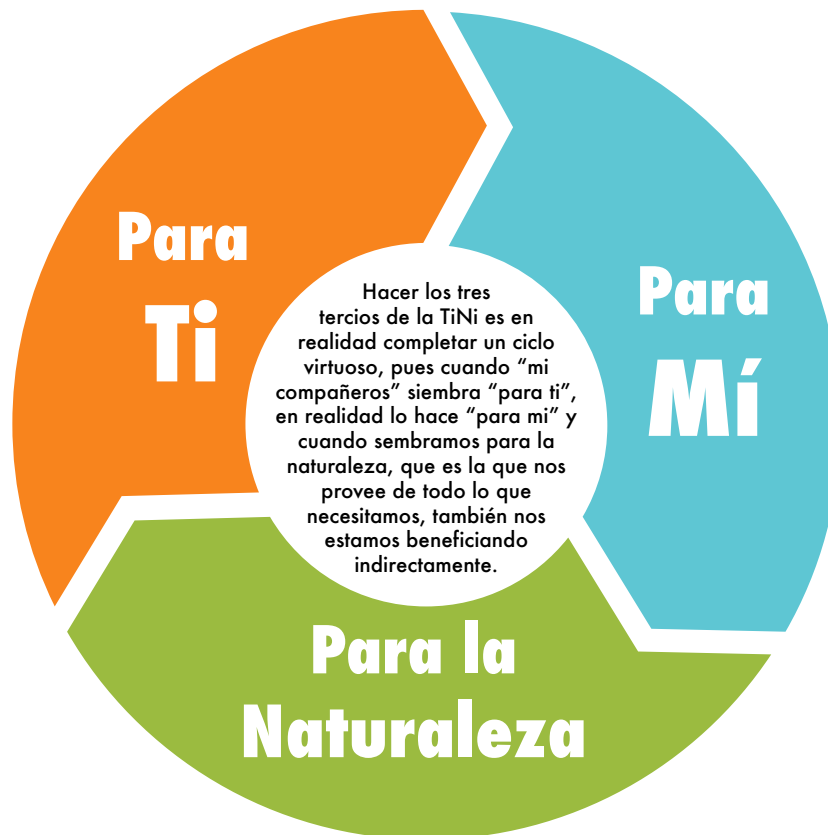 Para
Ti
Para
Mí
Hacer los tres
tercios de la TiNi es en
realidad completar un ciclo
virtuoso, pues cuando “mi
compañeros” siembra “para ti”,
en realidad lo hace “para mi” y
cuando sembramos para la
naturaleza, que es la que nos
provee de todo lo que
necesitamos, también nos
estamos beneficiando
indirectamente.
Para la
Naturaleza